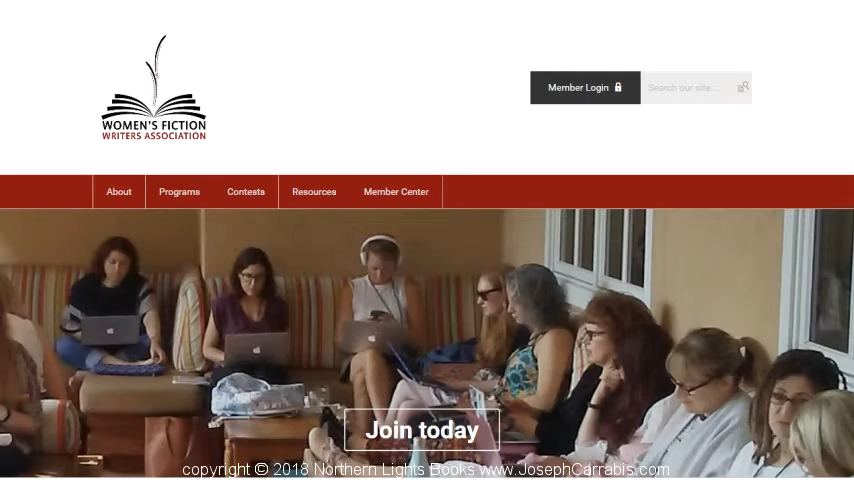 WOMEN'S FICTION
WRITERS ASSOCIATION
Member Login
Search our site...
About
Programs
Contests
Resources
Member Center
Join today
copyright © 2018 Northern Lights Books www.JosephCarrabis.com